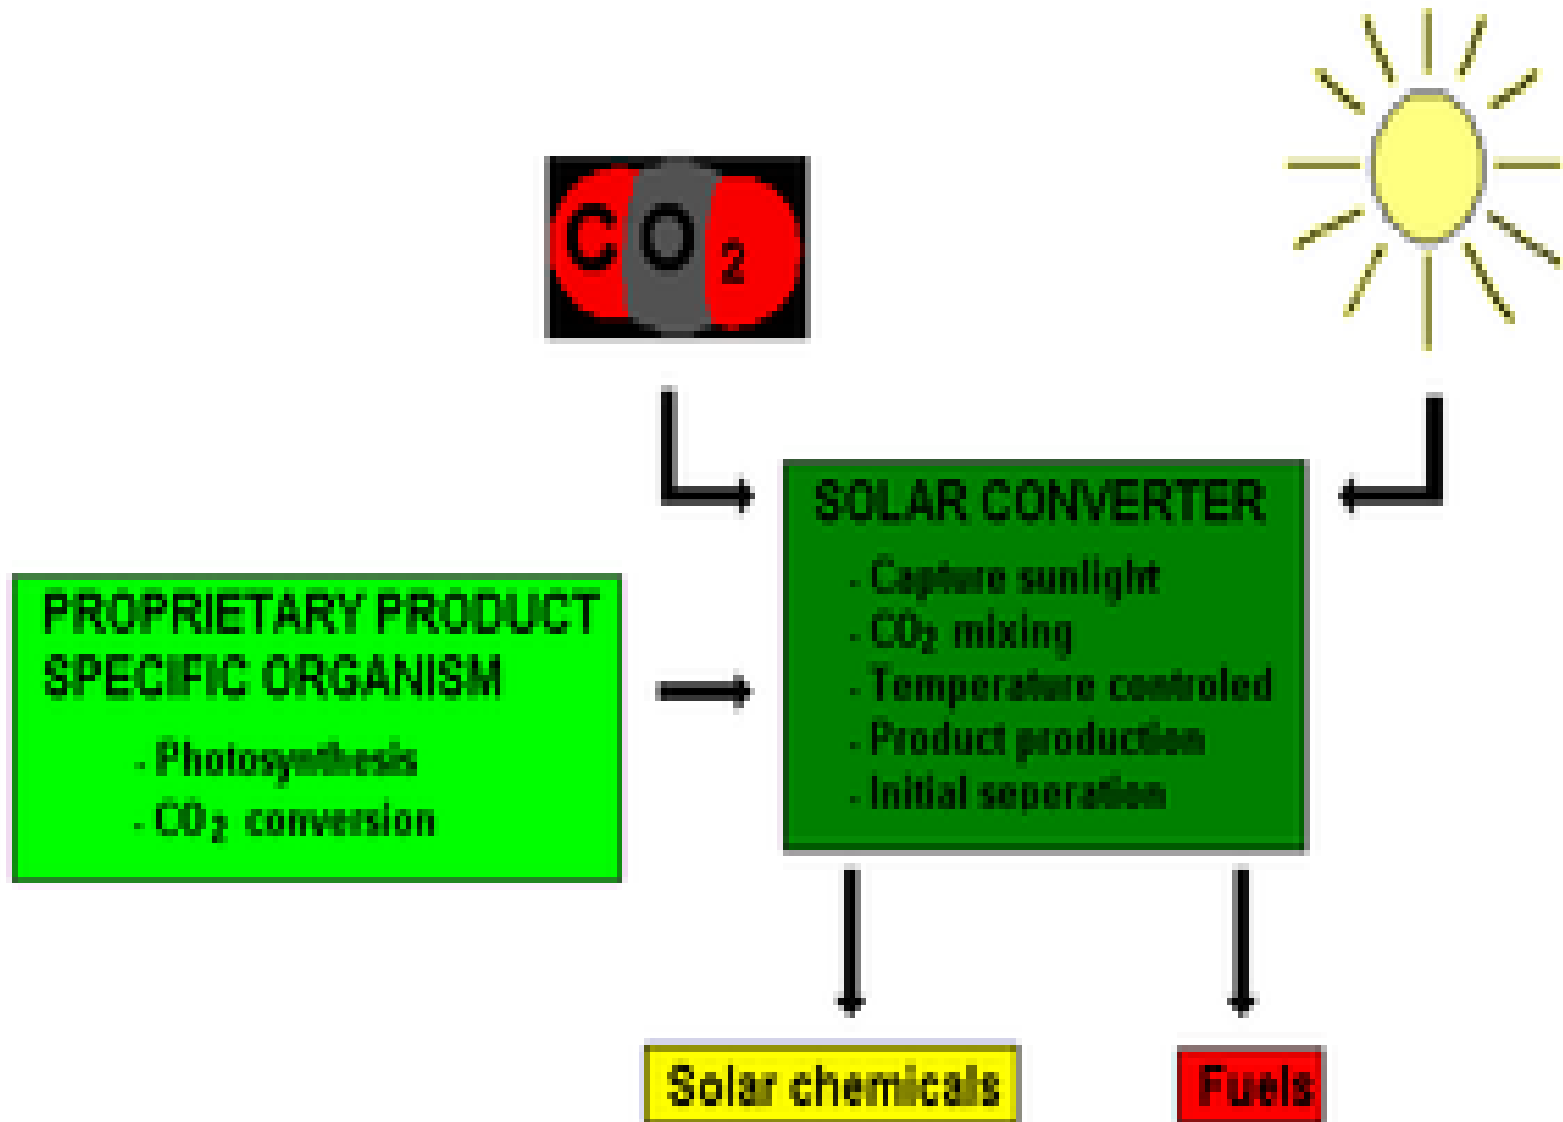 CO2
SOLAR CONVERTER
- Capture sunlight
- CO2 mixing
- Temperature controled
- Product production
- Initial seperation
PROPRIETARY PRODUCT
SPECIFIC ORGANISM
- Photosynthesis
- CO2 conversion
Solar chemicals
Fuels